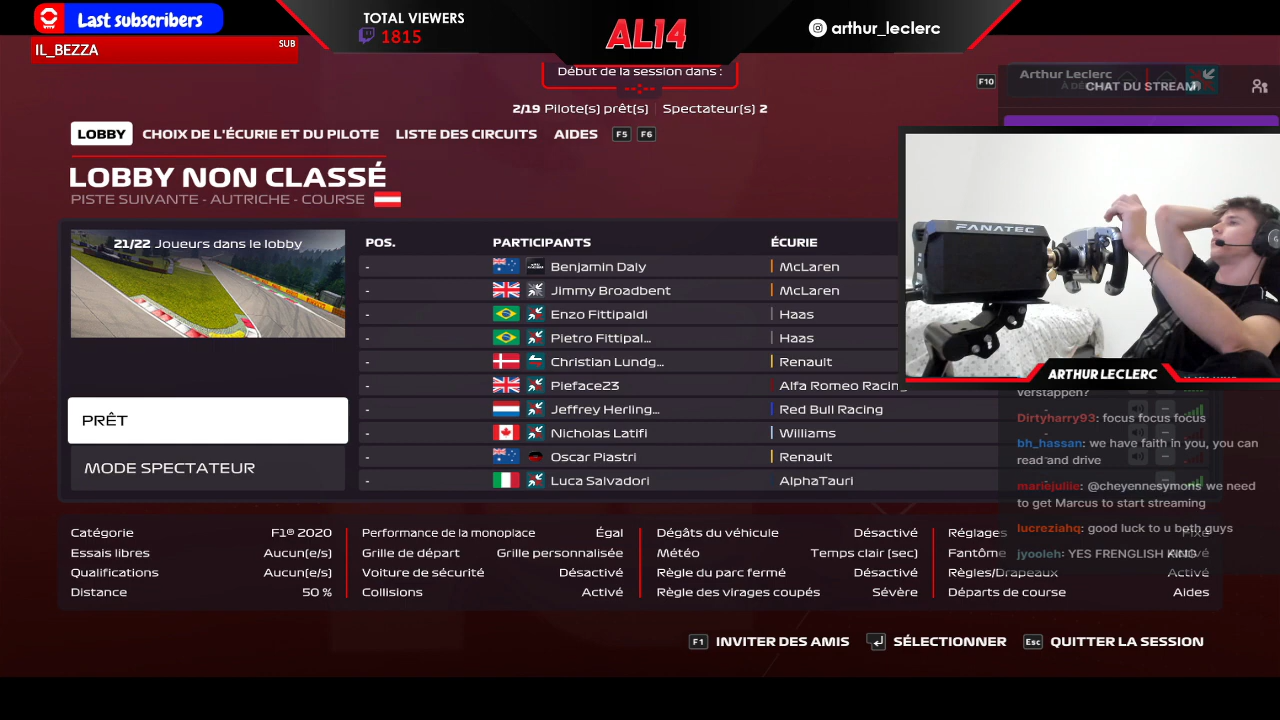 Last subscribers
IL_BEZZA
SUB
TOTAL VIEWERS
1815
AL14
arthur_leclerc
Début de la session dans :
2/19 Pilote(s) prêt(s) | Spectateur(s) 2
F10
Arthur Leclerc
CHAT DU STREAM
LOBBY CHOIX DE L'ÉCURIE ET DU PILOTE LISTE DES CIRCUITS AIDES F5 F6
LOBBY NON CLASSÉ
PISTE SUIVANTE - AUTRICHE - COURSE
21/22 Joueurs dans le lobby
POS. PARTICIPANTS ÉCURIE
- Benjamin Daly McLaren
- Jimmy Broadbent McLaren
- Enzo Fittipaldi Haas
- Pietro Fittipal... Haas
- Christian Lundg... Renault
- Pieface23 Alfa Romeo Racing
- Jeffrey Herling... Red Bull Racing
- Nicholas Latifi Williams
- Oscar Piastri Renault
- Luca Salvadori AlphaTauri
PRÊT
MODE SPECTATEUR
FANATEC
ARTHUR LECLERC
verstappen?
Dirtyharry93: focus focus focus
bh_hassan: we have faith in you, you can
read and drive
mariejuliie: @cheyennesymons we need
to get Marcus to start streaming
lucreziahq: good luck to u both guys
jyooleh: YES FRENGLISH KING
Catégorie F1® 2020
Essais libres Aucun(e/s)
Qualifications Aucun(e/s)
Distance 50 %
Performance de la monoplace Égal
Grille de départ Grille personnalisée
Voiture de sécurité Désactivé
Collisions Activé
Dégâts du véhicule Désactivé
Météo Temps clair (sec)
Règle du parc fermé Désactivé
Règle des virages coupés Sévère
Réglages Fixe
Fantôme
Règles/Drapeaux Activé
Départs de course Aides
F1 INVITER DES AMIS SÉLECTIONNER Esc QUITTER LA SESSION